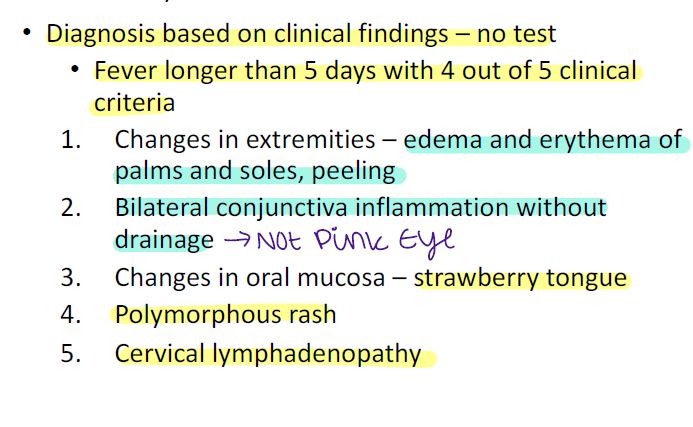 • Diagnosis based on clinical findings – no test
• Fever longer than 5 days with 4 out of 5 clinical
criteria
1. Changes in extremities – edema and erythema of
palms and soles, peeling
2. Bilateral conjunctiva inflammation without
drainage → NOt Pink Eye
3. Changes in oral mucosa – strawberry tongue
4. Polymorphous rash
5. Cervical lymphadenopathy